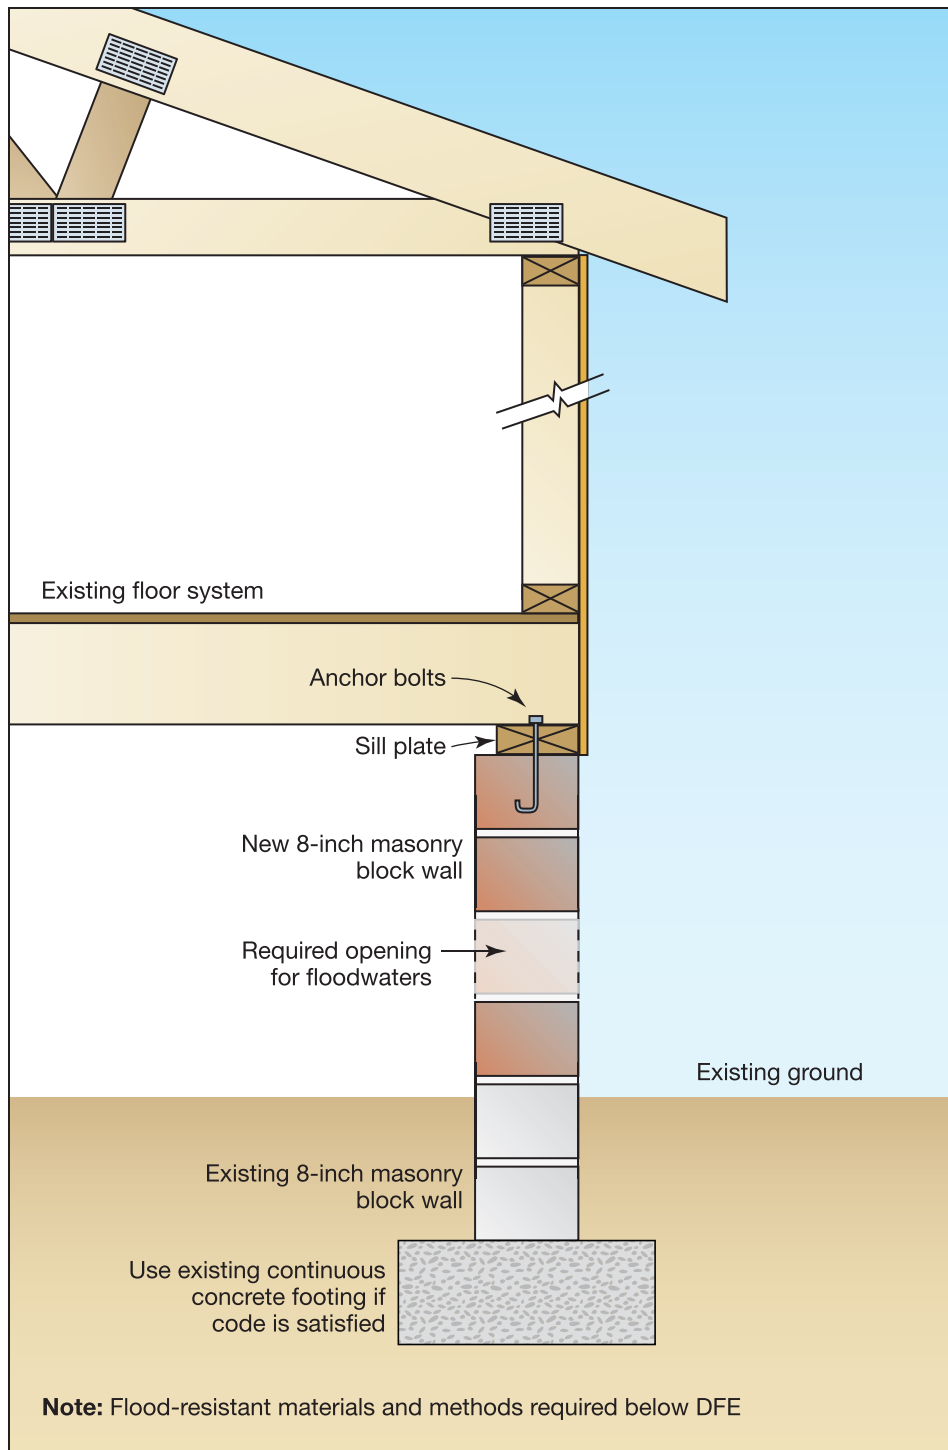 Existing floor system
Anchor bolts
Sill plate
New 8-inch masonry
block wall
Required opening
for floodwaters
Existing ground
Existing 8-inch masonry
block wall
Use existing continuous
concrete footing if
code is satisfied
Note: Flood-resistant materials and methods required below DFE